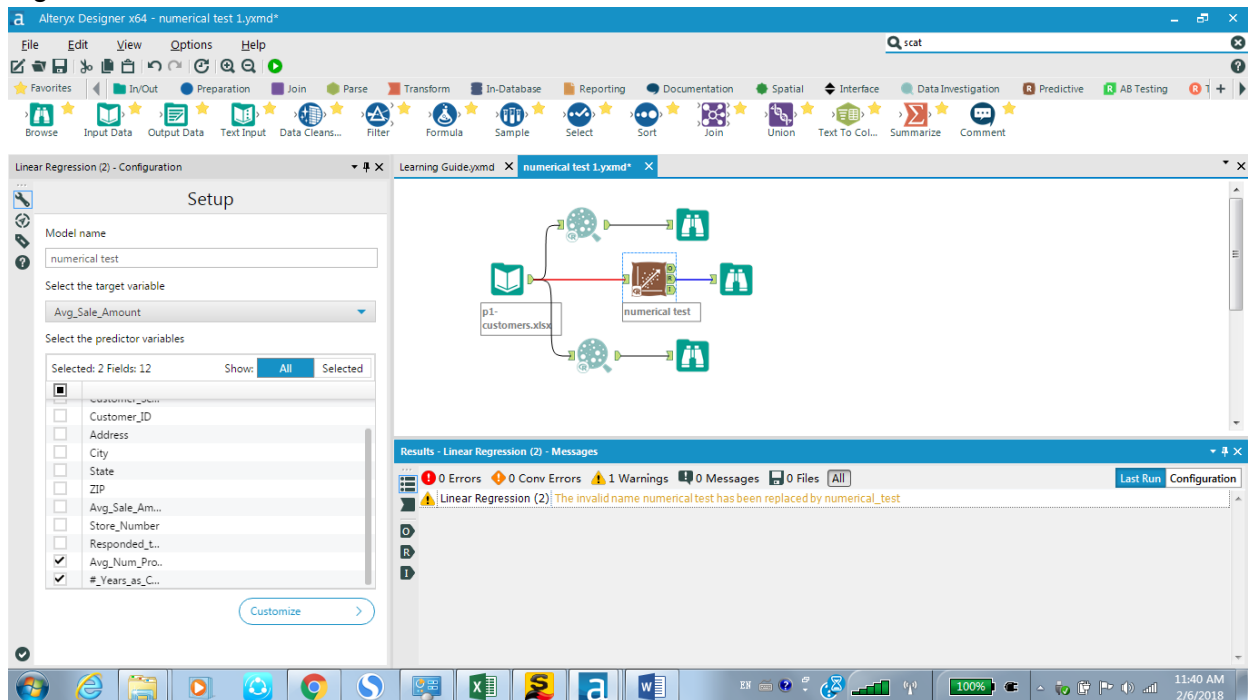 Alteryx Designer x64 - numerical test 1.yxmd*
File Edit View Options Help
scat
Favorites In/Out Preparation Join Parse Transform In-Database Reporting Documentation Spatial Interface Data Investigation Predictive AB Testing
Browse Input Data Output Data Text Input Data Cleans... Filter Formula Sample Select Sort Join Union Text To Col... Summarize Comment
Linear Regression (2) - Configuration
Learning Guide.yxmd X numerical test 1.yxmd* X
Setup
Model name
numerical test
Select the target variable
Avg_Sale_Amount
Select the predictor variables
Selected: 2 Fields: 12 Show: All Selected
Customer_ID
Address
City
State
ZIP
Avg_Sale_Am...
Store_Number
Responded_t...
Avg_Num_Pro..
#_Years_as_C...
Customize >
p1-
customers.xlsx
numerical test
O
R
I
Results - Linear Regression (2) - Messages
0 Errors 0 Conv Errors 1 Warnings 0 Messages 0 Files All
Last Run Configuration
Linear Regression (2) The invalid name numerical test has been replaced by numerical_test
O
R
I
EN
100%
11:40 AM
2/6/2018